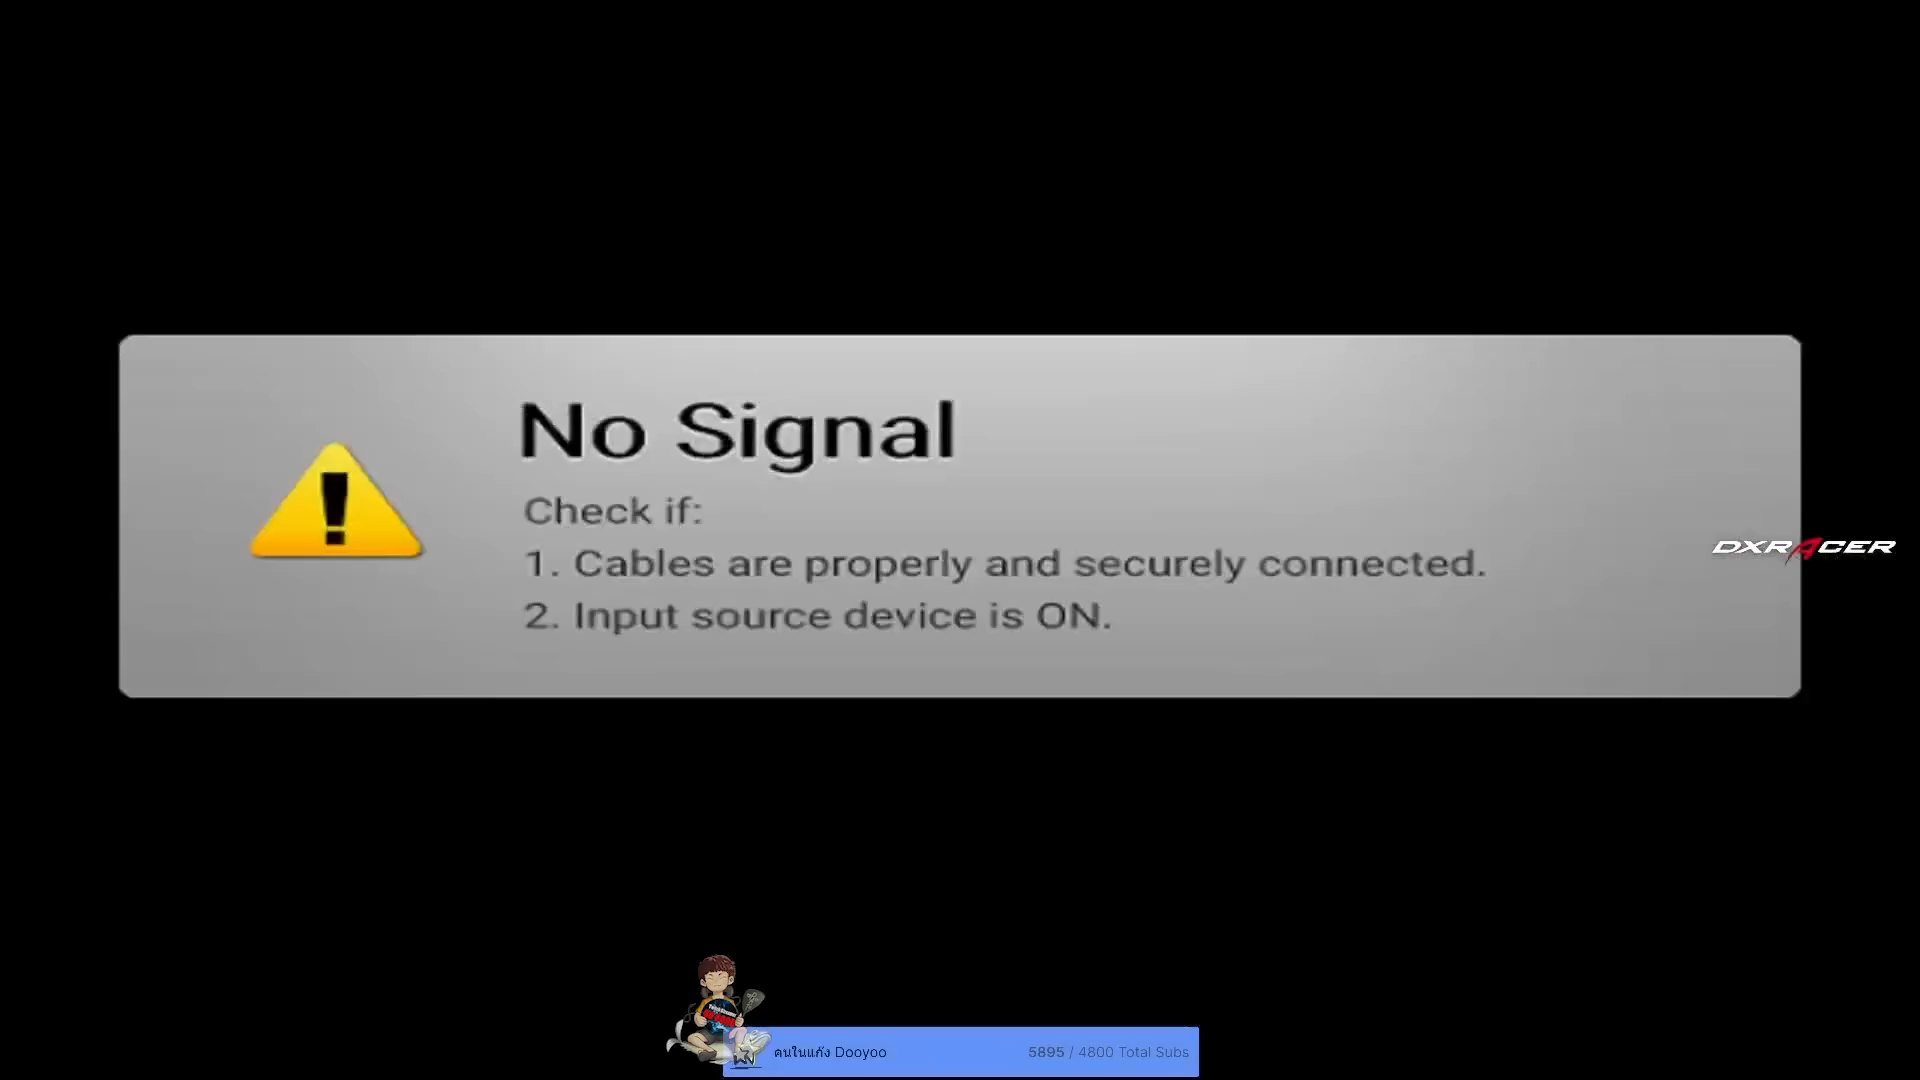 No Signal
Check if:
1. Cables are properly and securely connected.
2. Input source device is ON.
DXRACER
คนในแก๊ง Dooyoo
5895 / 4800 Total Subs